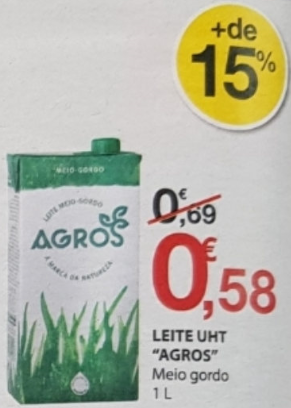 +de
15%
MEIO-GORDO
LEITE MEIO-GORDO
AGROS
A MARCA DA NATUREZA
0,€69
0,€58
LEITE UHT
"AGROS"
Meio gordo
1 L